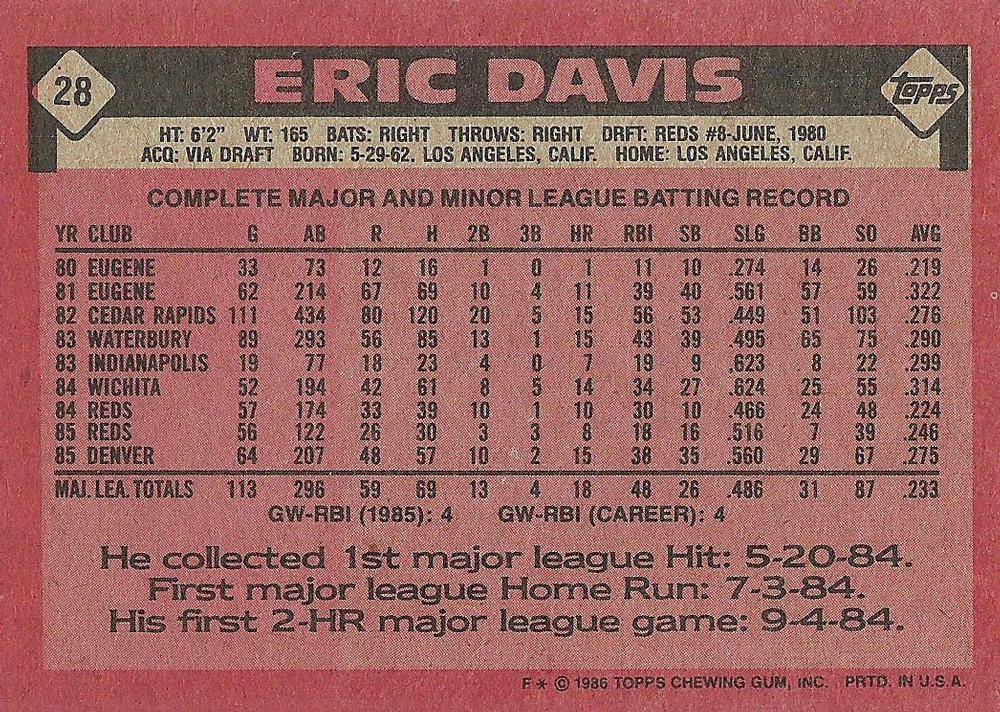 28 ERIC DAVIS topps
HT: 6'2" WT: 165 BATS: RIGHT THROWS: RIGHT DRFT: REDS #8-JUNE, 1980
ACQ: VIA DRAFT BORN: 5-29-62. LOS ANGELES, CALIF. HOME: LOS ANGELES, CALIF.
COMPLETE MAJOR AND MINOR LEAGUE BATTING RECORD
YR CLUB G AB R H 2B 3B HR RBI SB SLG BB SO AVG
80 EUGENE 33 73 12 16 1 0 1 11 10 .274 14 26 .219
81 EUGENE 62 214 67 69 10 4 11 39 40 .561 57 59 .322
82 CEDAR RAPIDS 111 434 80 120 20 5 15 56 53 .449 51 103 .276
83 WATERBURY 89 293 56 85 13 1 15 43 39 .495 65 75 .290
83 INDIANAPOLIS 19 77 18 23 4 0 7 19 9 .623 8 22 .299
84 WICHITA 52 194 42 61 8 5 14 34 27 .624 25 55 .314
84 REDS 57 174 33 39 10 1 10 30 10 .466 24 48 .224
85 REDS 56 122 26 30 3 3 8 18 16 .516 7 39 .246
85 DENVER 64 207 48 57 10 2 15 38 35 .560 29 67 .275
MAJ. LEA. TOTALS 113 296 59 69 13 4 18 48 26 .486 31 87 .233
GW-RBI (1985): 4 GW-RBI (CAREER): 4
He collected 1st major league Hit: 5-20-84.
First major league Home Run: 7-3-84.
His first 2-HR major league game: 9-4-84.
F * © 1986 TOPPS CHEWING GUM, INC. PRTD. IN U.S.A.